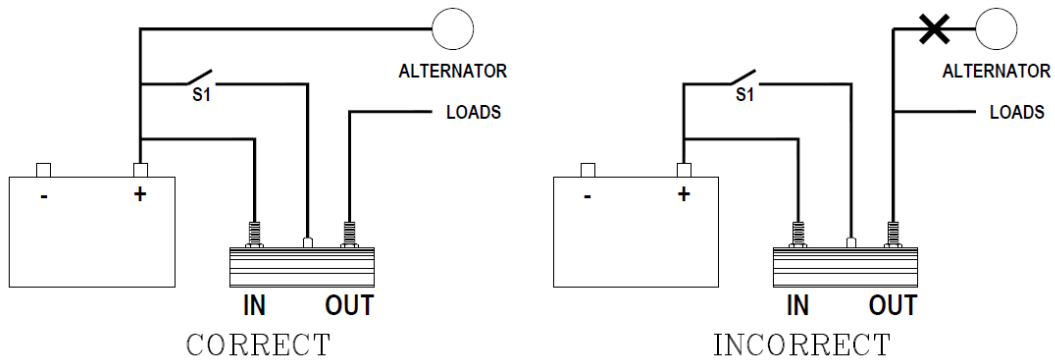 ALTERNATOR
S1
LOADS
- +
IN OUT
CORRECT
ALTERNATOR
S1
LOADS
- +
IN OUT
INCORRECT